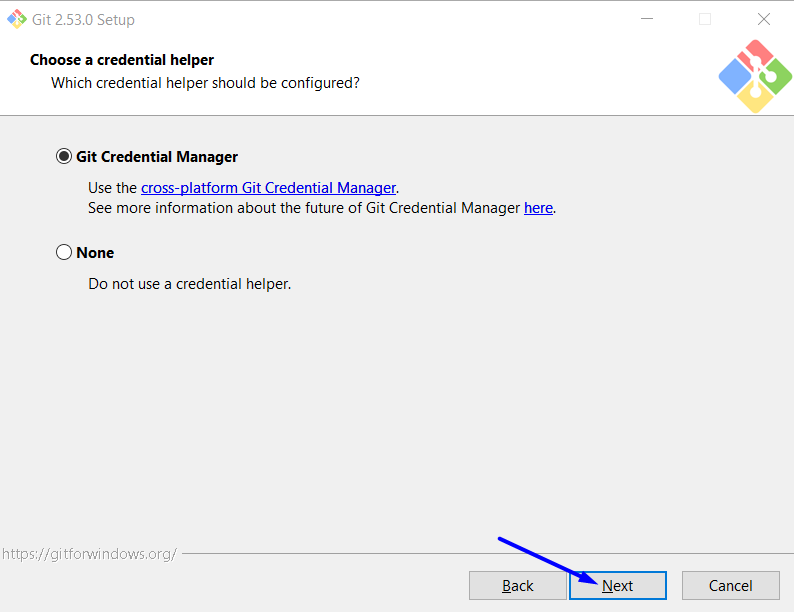 Git 2.53.0 Setup
Choose a credential helper
Which credential helper should be configured?
Git Credential Manager
Use the cross-platform Git Credential Manager.
See more information about the future of Git Credential Manager here.
None
Do not use a credential helper.
https://gitforwindows.org/
Back
Next
Cancel